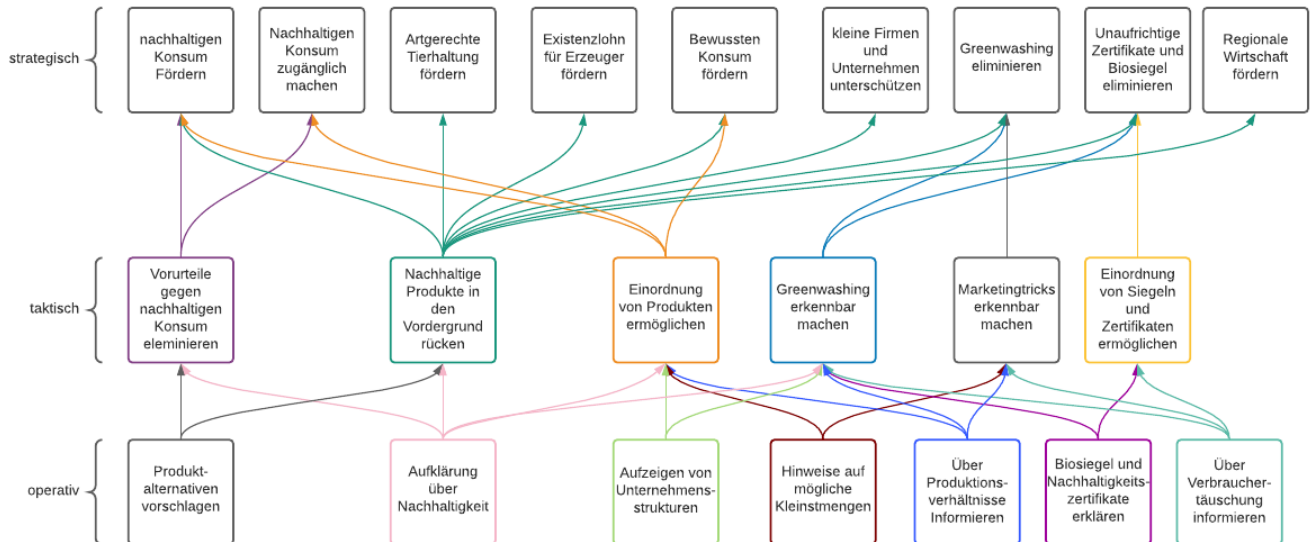 strategisch
nachhaltigen
Konsum
Fördern
Nachhaltigen
Konsum
zugänglich
machen
Artgerechte
Tierhaltung
fördern
Existenzlohn
für Erzeuger
fördern
Bewussten
Konsum
fördern
kleine Firmen
und
Unternehmen
unterschützen
Greenwashing
eliminieren
Unaufrichtige
Zertifikate und
Biosiegel
eliminieren
Regionale
Wirtschaft
fördern
taktisch
Vorurteile
gegen
nachhaltigen
Konsum
eleminieren
Nachhaltige
Produkte in
den
Vordergrund
rücken
Einordnung
von Produkten
ermöglichen
Greenwashing
erkennbar
machen
Marketingtricks
erkennbar
machen
Einordnung
von Siegeln
und
Zertifikaten
ermöglichen
operativ
Produkt-
alternativen
vorschlagen
Aufklärung
über
Nachhaltigkeit
Aufzeigen von
Unternehmens-
strukturen
Hinweise auf
mögliche
Kleinstmengen
Über
Produktions-
verhältnisse
Informieren
Biosiegel und
Nachhaltigkeits-
zertifikate
erklären
Über
Verbraucher-
täuschung
informieren